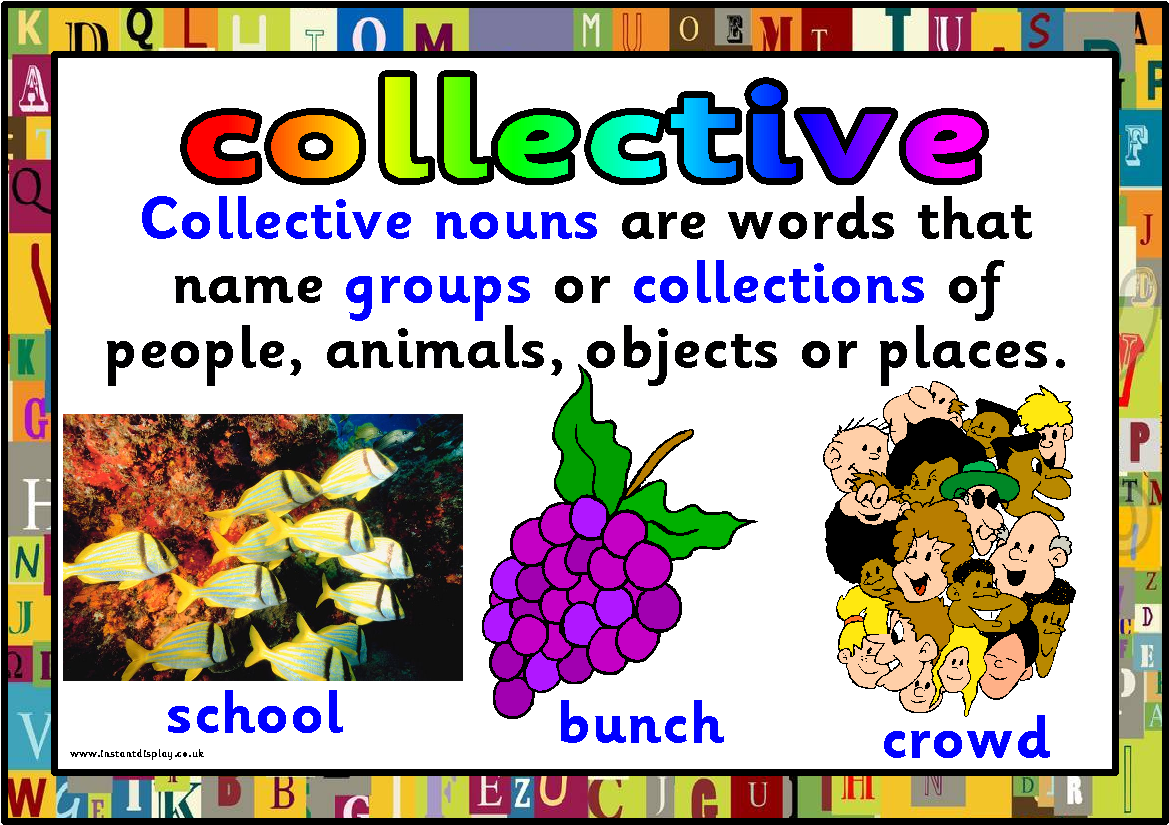 collective
Collective nouns are words that
name groups or collections of
people, animals, objects or places.
school
bunch
crowd
www.instantdisplay.co.uk